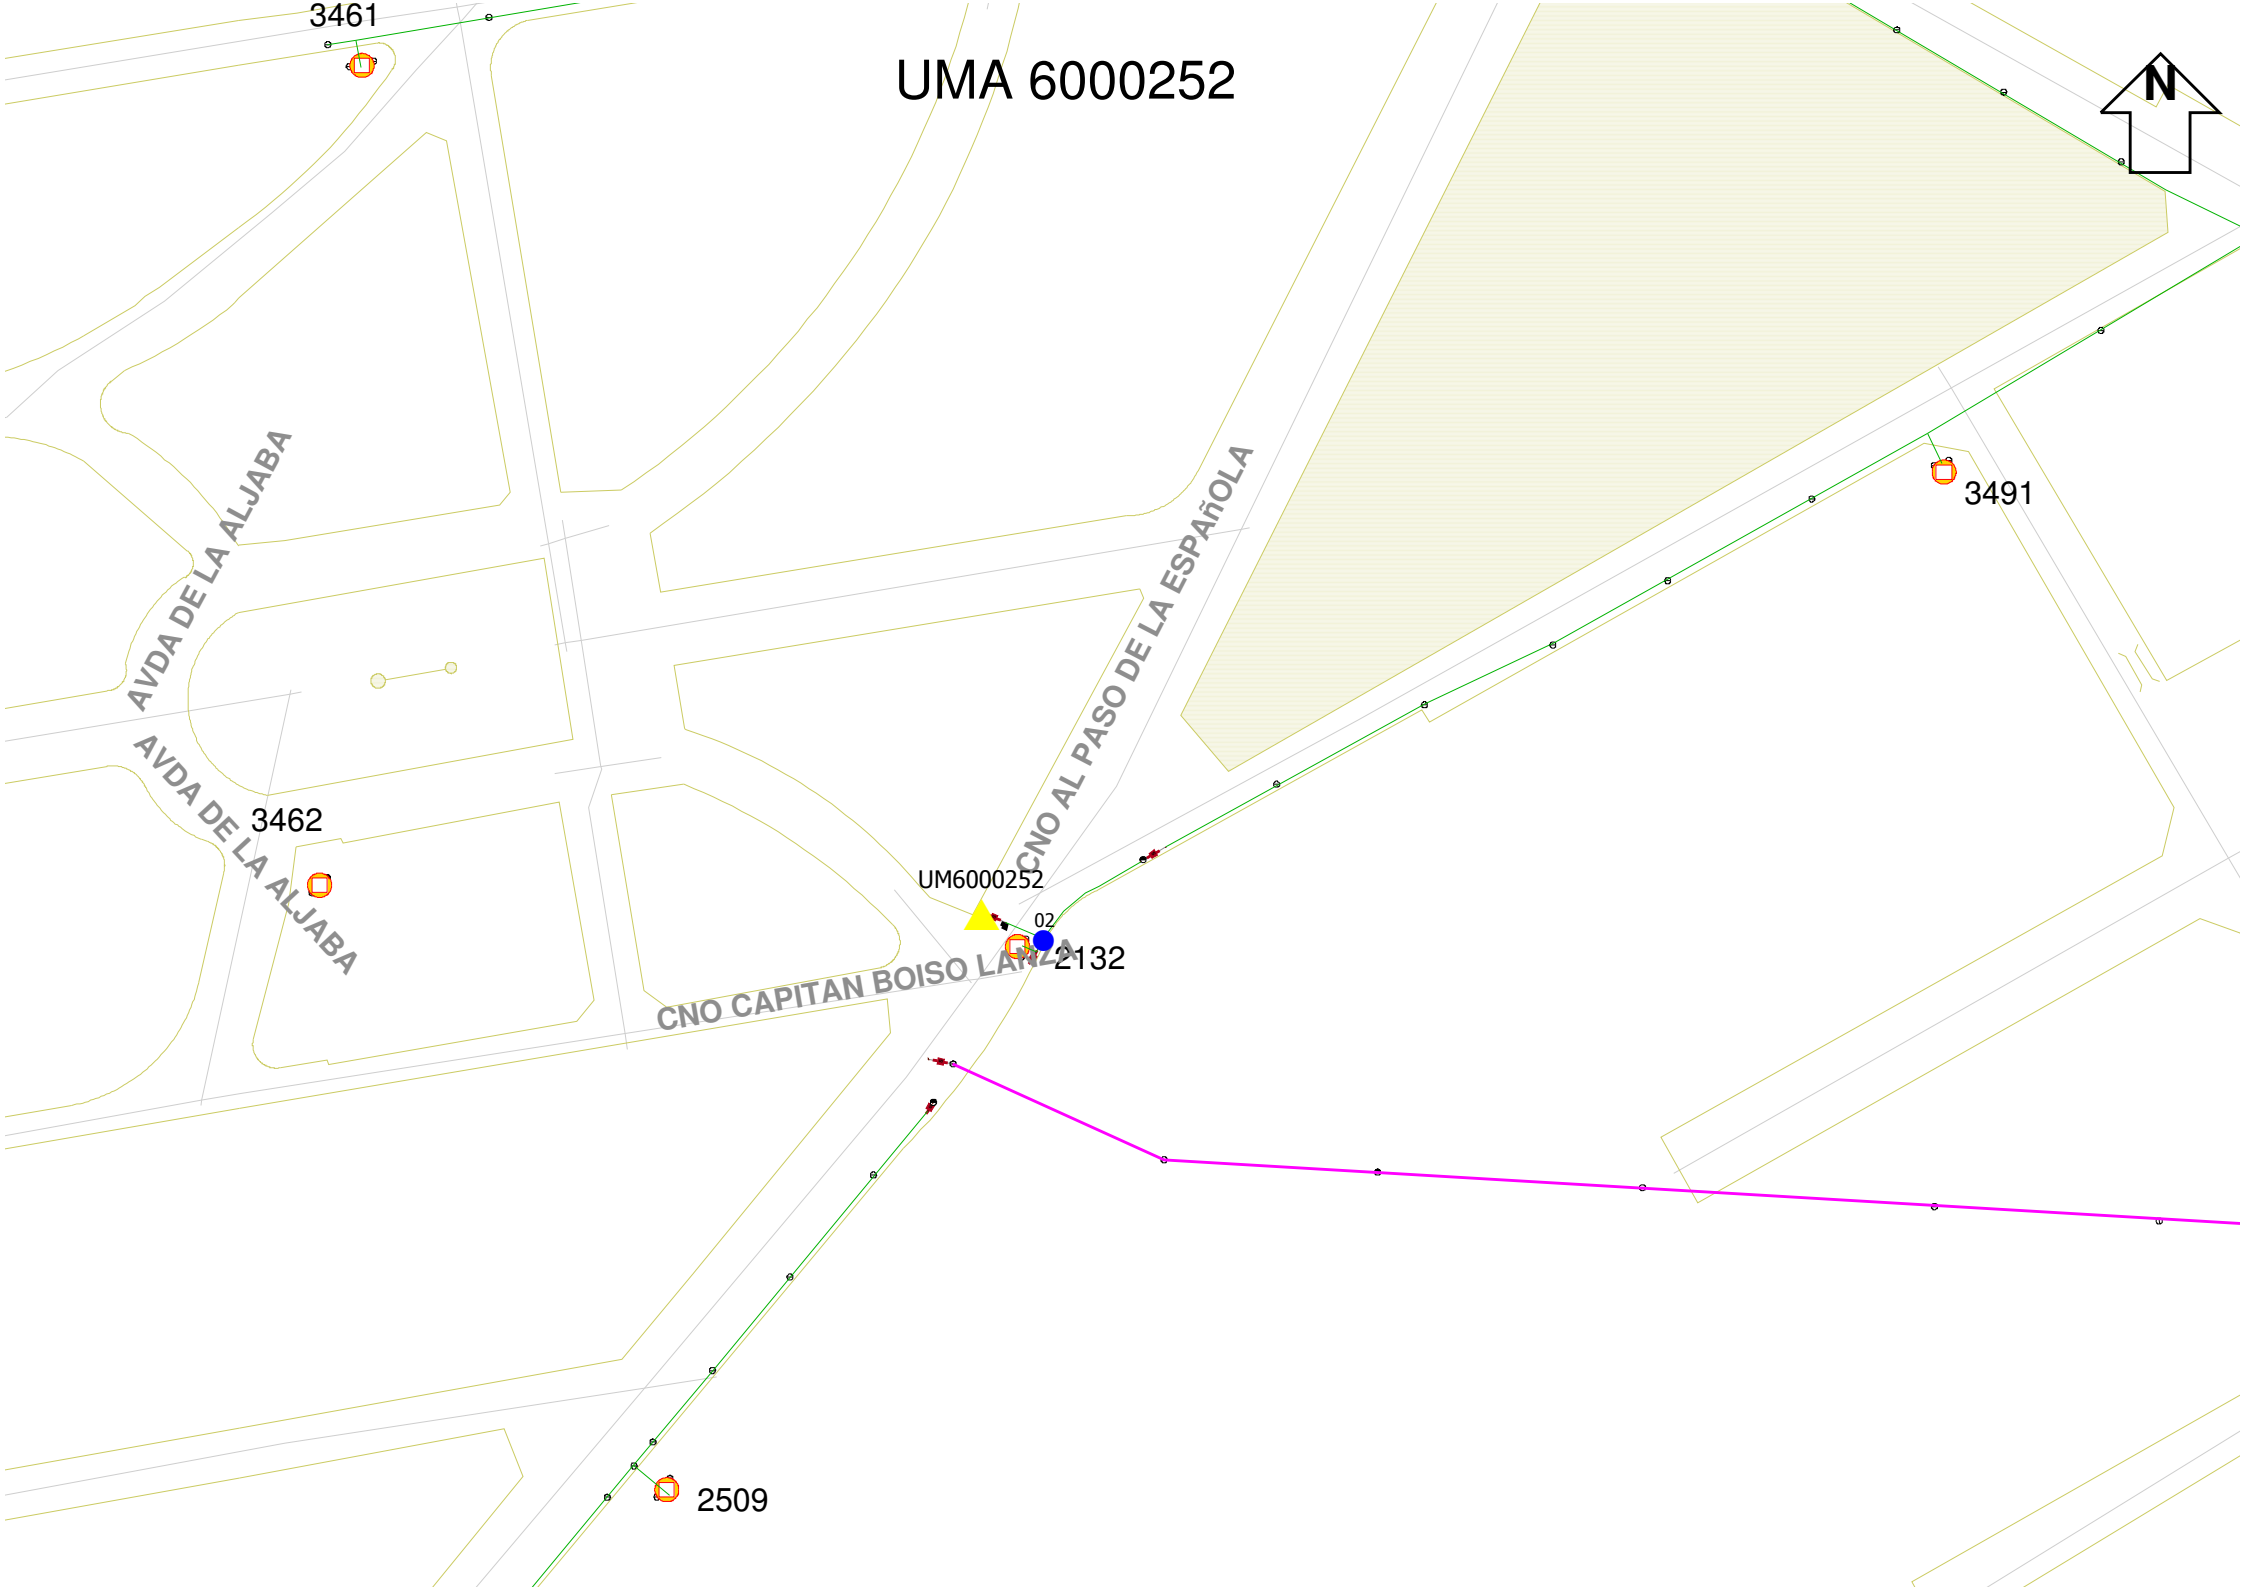 3461
UMA 6000252
N
AVDA DE LA ALJABA
CNO AL PASO DE LA ESPAñOLA
3491
AVDA DE LA ALJABA
3462
UM6000252
02
2132
CNO CAPITAN BOISO LANZA
2509